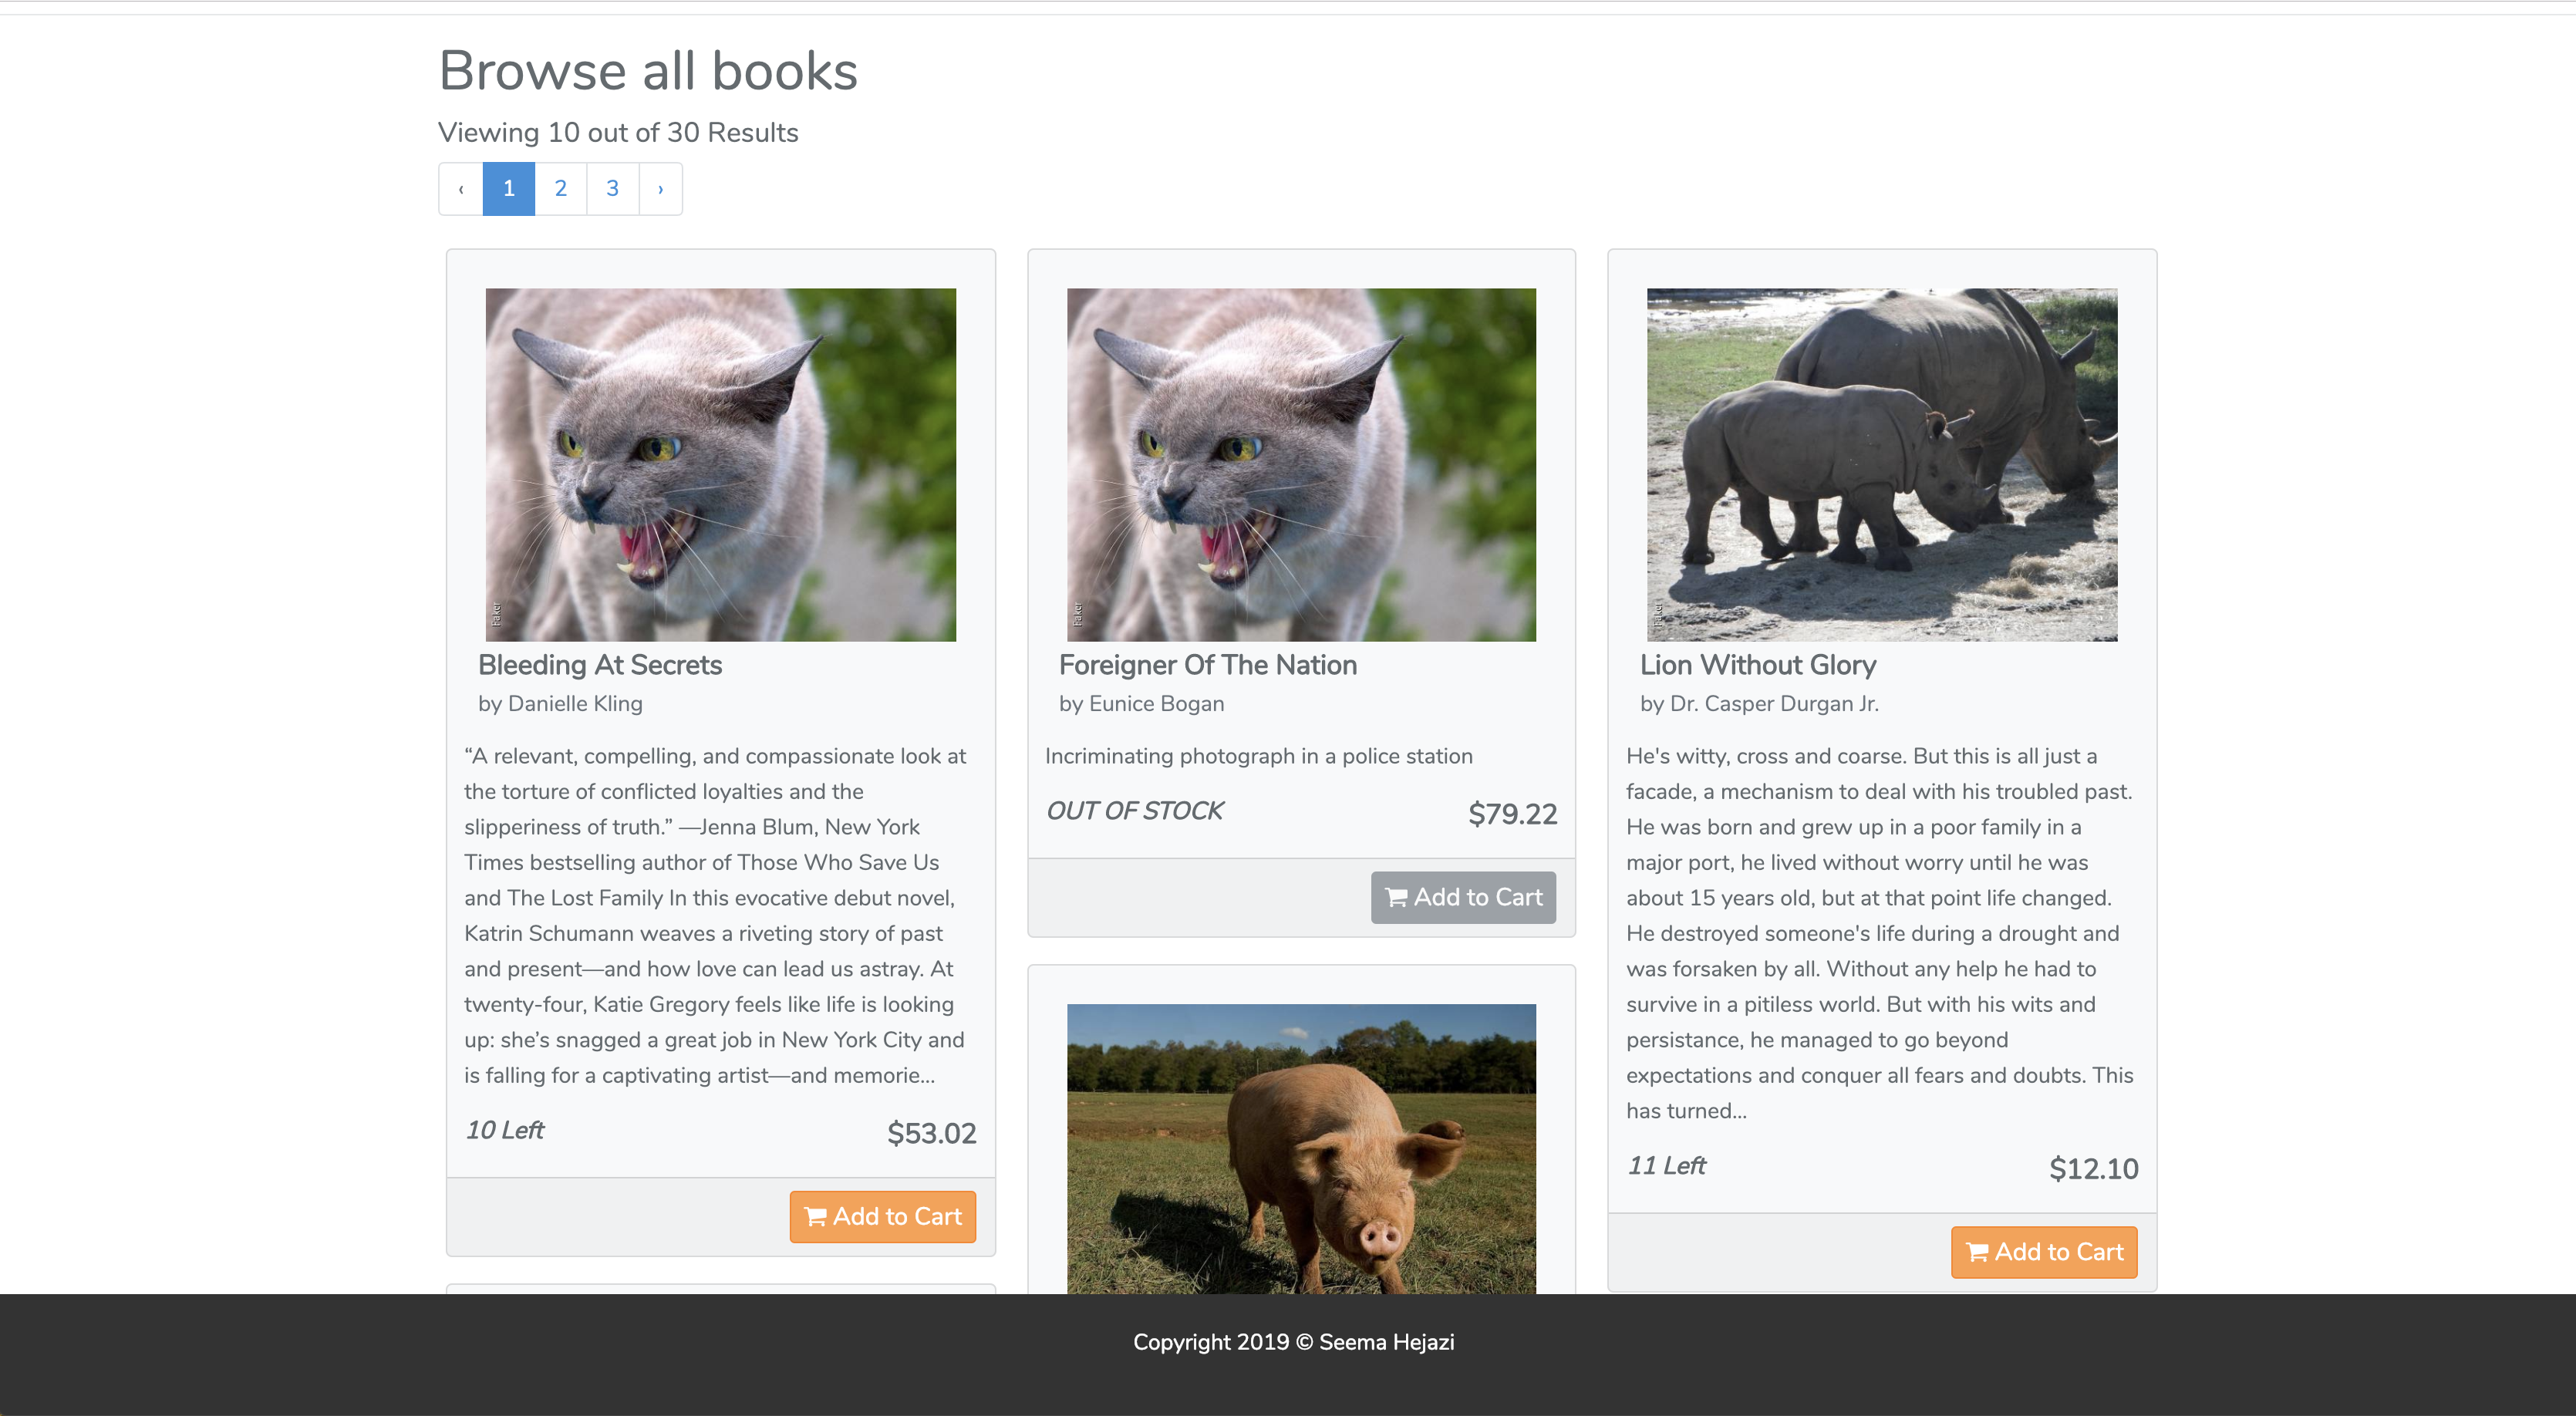 Browse all books
Viewing 10 out of 30 Results
‹ 1 2 3 ›
Faker
Bleeding At Secrets
by Danielle Kling
“A relevant, compelling, and compassionate look at
the torture of conflicted loyalties and the
slipperiness of truth.” —Jenna Blum, New York
Times bestselling author of Those Who Save Us
and The Lost Family In this evocative debut novel,
Katrin Schumann weaves a riveting story of past
and present—and how love can lead us astray. At
twenty-four, Katie Gregory feels like life is looking
up: she’s snagged a great job in New York City and
is falling for a captivating artist—and memorie...
10 Left
$53.02
Add to Cart
Faker
Foreigner Of The Nation
by Eunice Bogan
Incriminating photograph in a police station
OUT OF STOCK
$79.22
Add to Cart
Faker
Lion Without Glory
by Dr. Casper Durgan Jr.
He's witty, cross and coarse. But this is all just a
facade, a mechanism to deal with his troubled past.
He was born and grew up in a poor family in a
major port, he lived without worry until he was
about 15 years old, but at that point life changed.
He destroyed someone's life during a drought and
was forsaken by all. Without any help he had to
survive in a pitiless world. But with his wits and
persistance, he managed to go beyond
expectations and conquer all fears and doubts. This
has turned...
11 Left
$12.10
Add to Cart
Copyright 2019 © Seema Hejazi